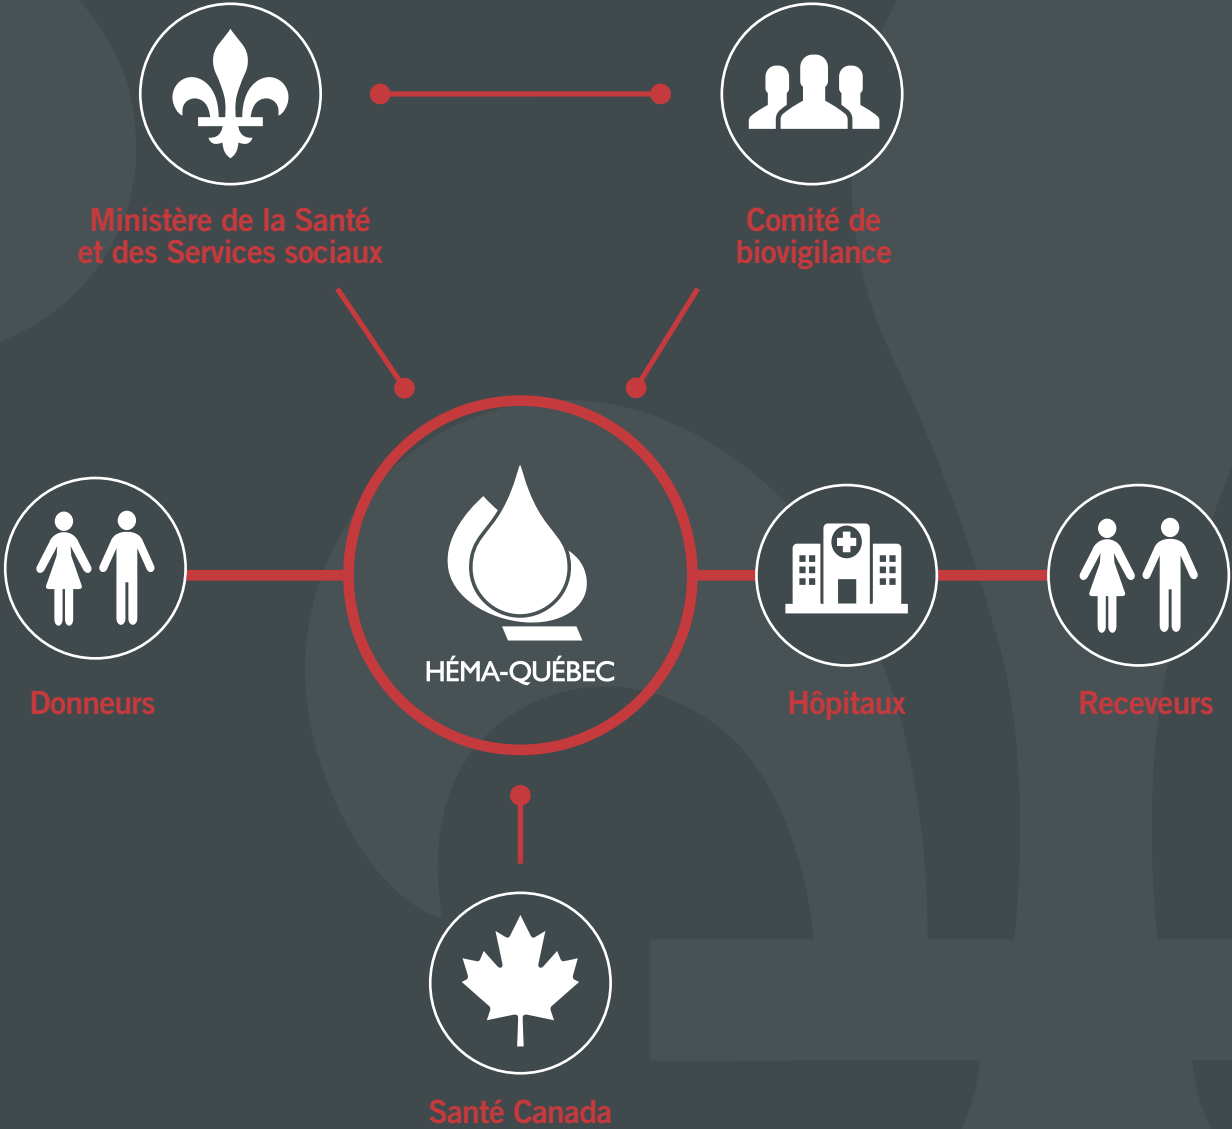 Ministère de la Santé
et des Services sociaux
Comité de
biovigilance
HÉMA-QUÉBEC
Donneurs
Hôpitaux
Receveurs
Santé Canada